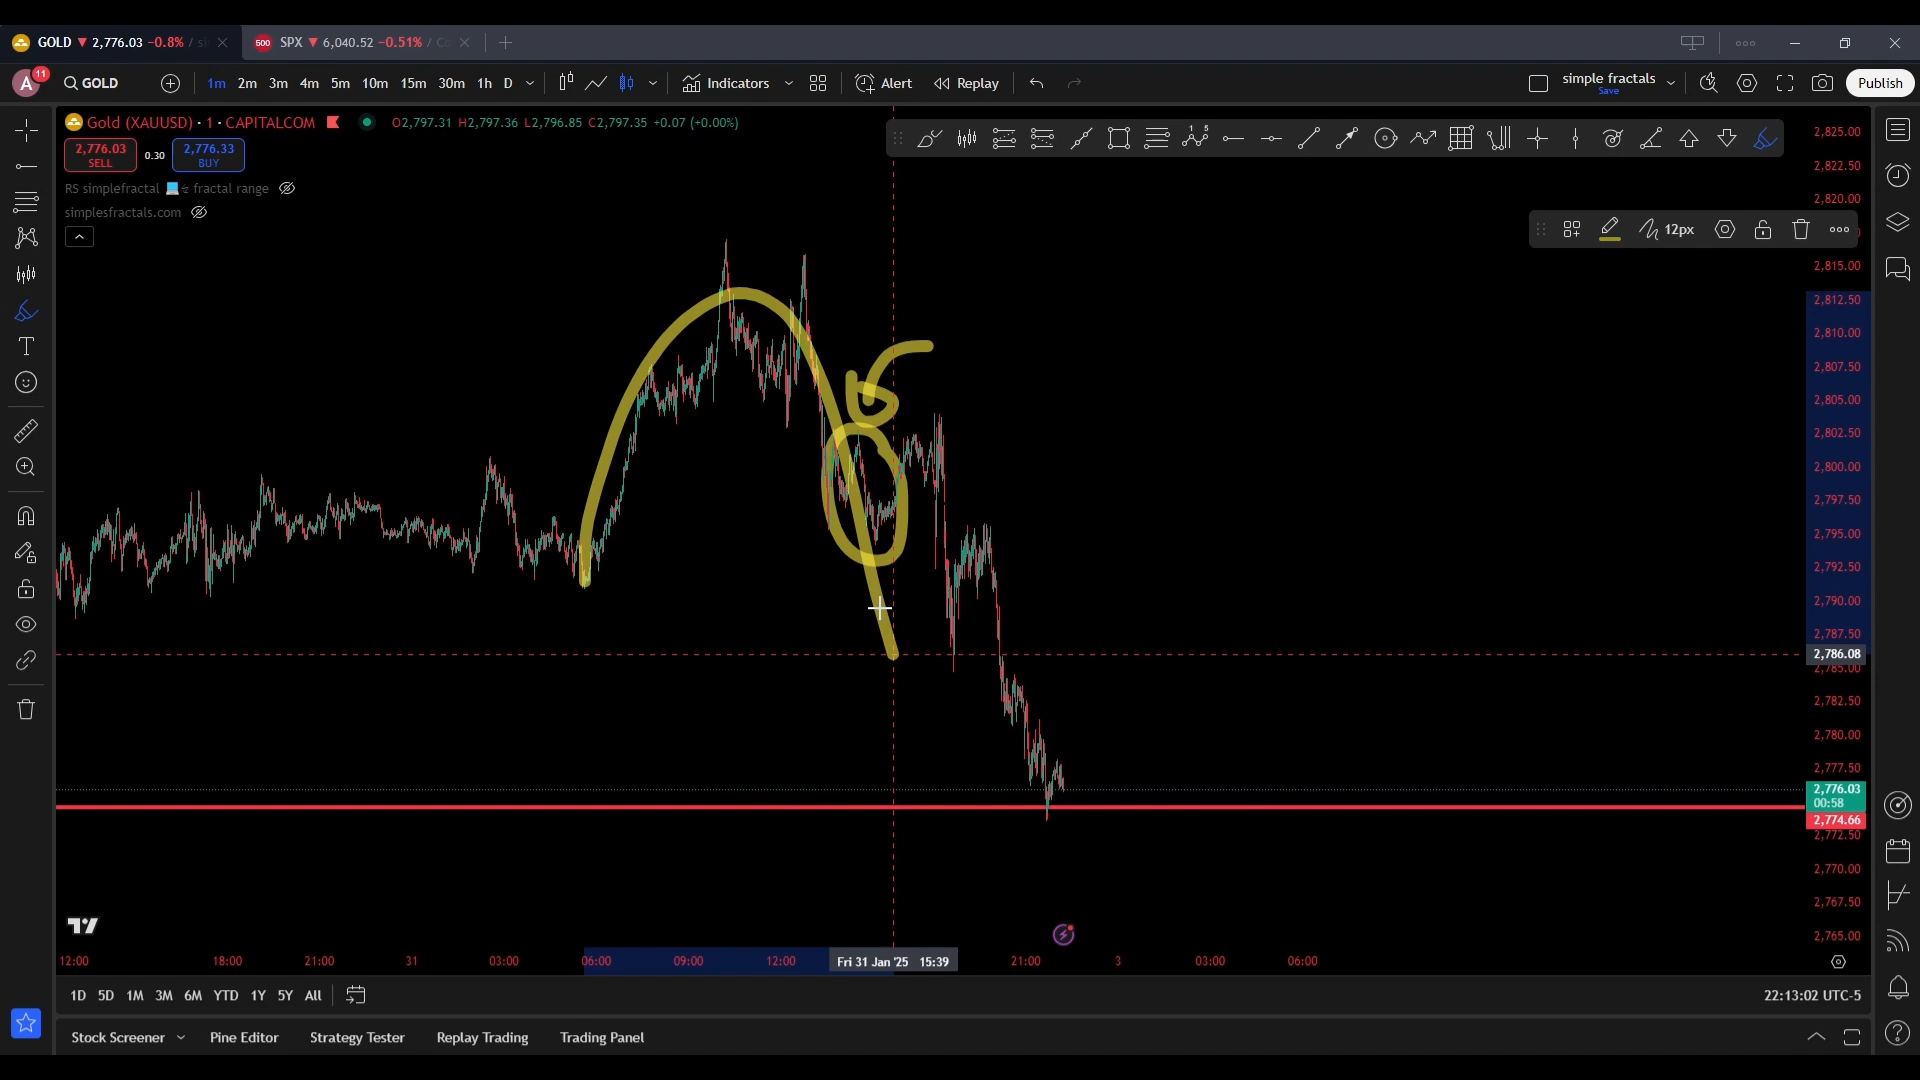 GOLD ▼ 2,776.03 −0.8% / si
500 SPX ▼ 6,040.52 −0.51% / Co
A 11 GOLD 1m 2m 3m 4m 5m 10m 15m 30m 1h D Indicators Alert Replay simple fractals Save Publish
Gold (XAUUSD) · 1 · CAPITALCOM O2,797.31 H2,797.36 L2,796.85 C2,797.35 +0.07 (+0.00%)
2,776.03 SELL 0.30 2,776.33 BUY
RS simplefractal fractal range
simplesfractals.com
12px
2,825.00
2,822.50
2,820.00
2,815.00
2,812.50
2,810.00
2,807.50
2,805.00
2,802.50
2,800.00
2,797.50
2,795.00
2,792.50
2,790.00
2,787.50
2,786.08
2,785.00
2,782.50
2,780.00
2,777.50
2,776.03
00:58
2,774.66
2,772.50
2,770.00
2,767.50
2,765.00
12:00 18:00 21:00 31 03:00 06:00 09:00 12:00 Fri 31 Jan '25 15:39 21:00 3 03:00 06:00
1D 5D 1M 3M 6M YTD 1Y 5Y All 22:13:02 UTC-5
Stock Screener Pine Editor Strategy Tester Replay Trading Trading Panel